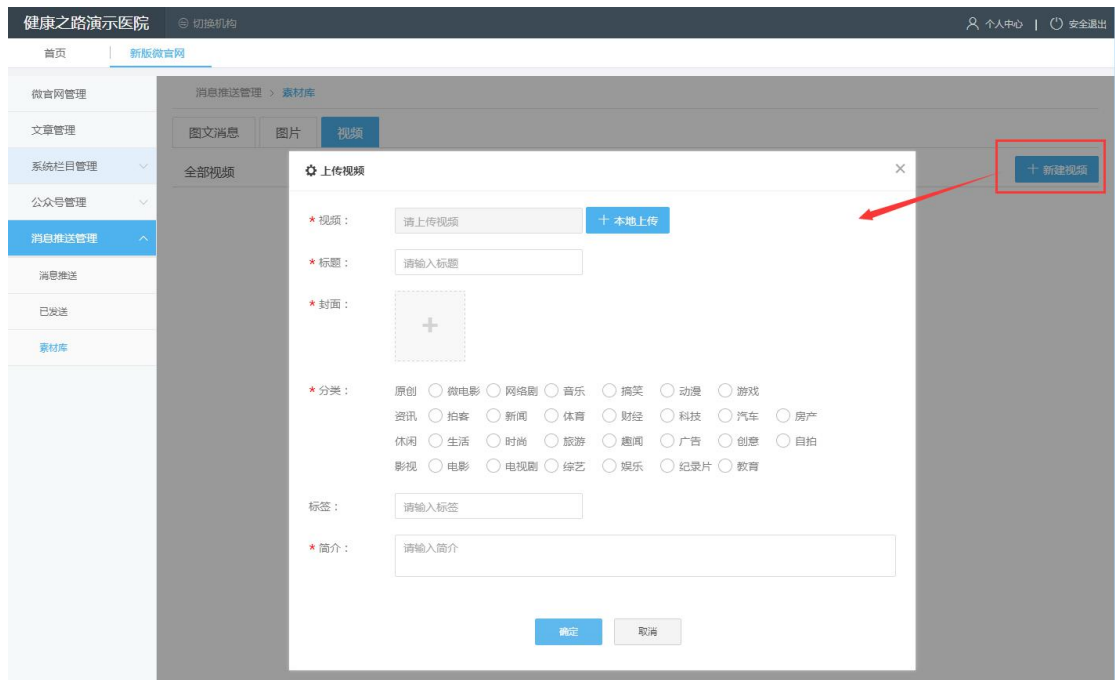 健康之路演示医院 切换机构 个人中心 | 安全退出
首页 新版微官网
微官网管理
文章管理
系统栏目管理
公众号管理
消息推送管理
消息推送
已发送
素材库
消息推送管理 > 素材库
图文消息 图片 视频
全部视频
+ 新建视频
上传视频 ×
* 视频： 请上传视频 + 本地上传
* 标题： 请输入标题
* 封面： +
* 分类： 原创 微电影 网络剧 音乐 搞笑 动漫 游戏
资讯 拍客 新闻 体育 财经 科技 汽车 房产
休闲 生活 时尚 旅游 趣闻 广告 创意 自拍
影视 电影 电视剧 综艺 娱乐 纪录片 教育
标签： 请输入标签
* 简介： 请输入简介
确定 取消